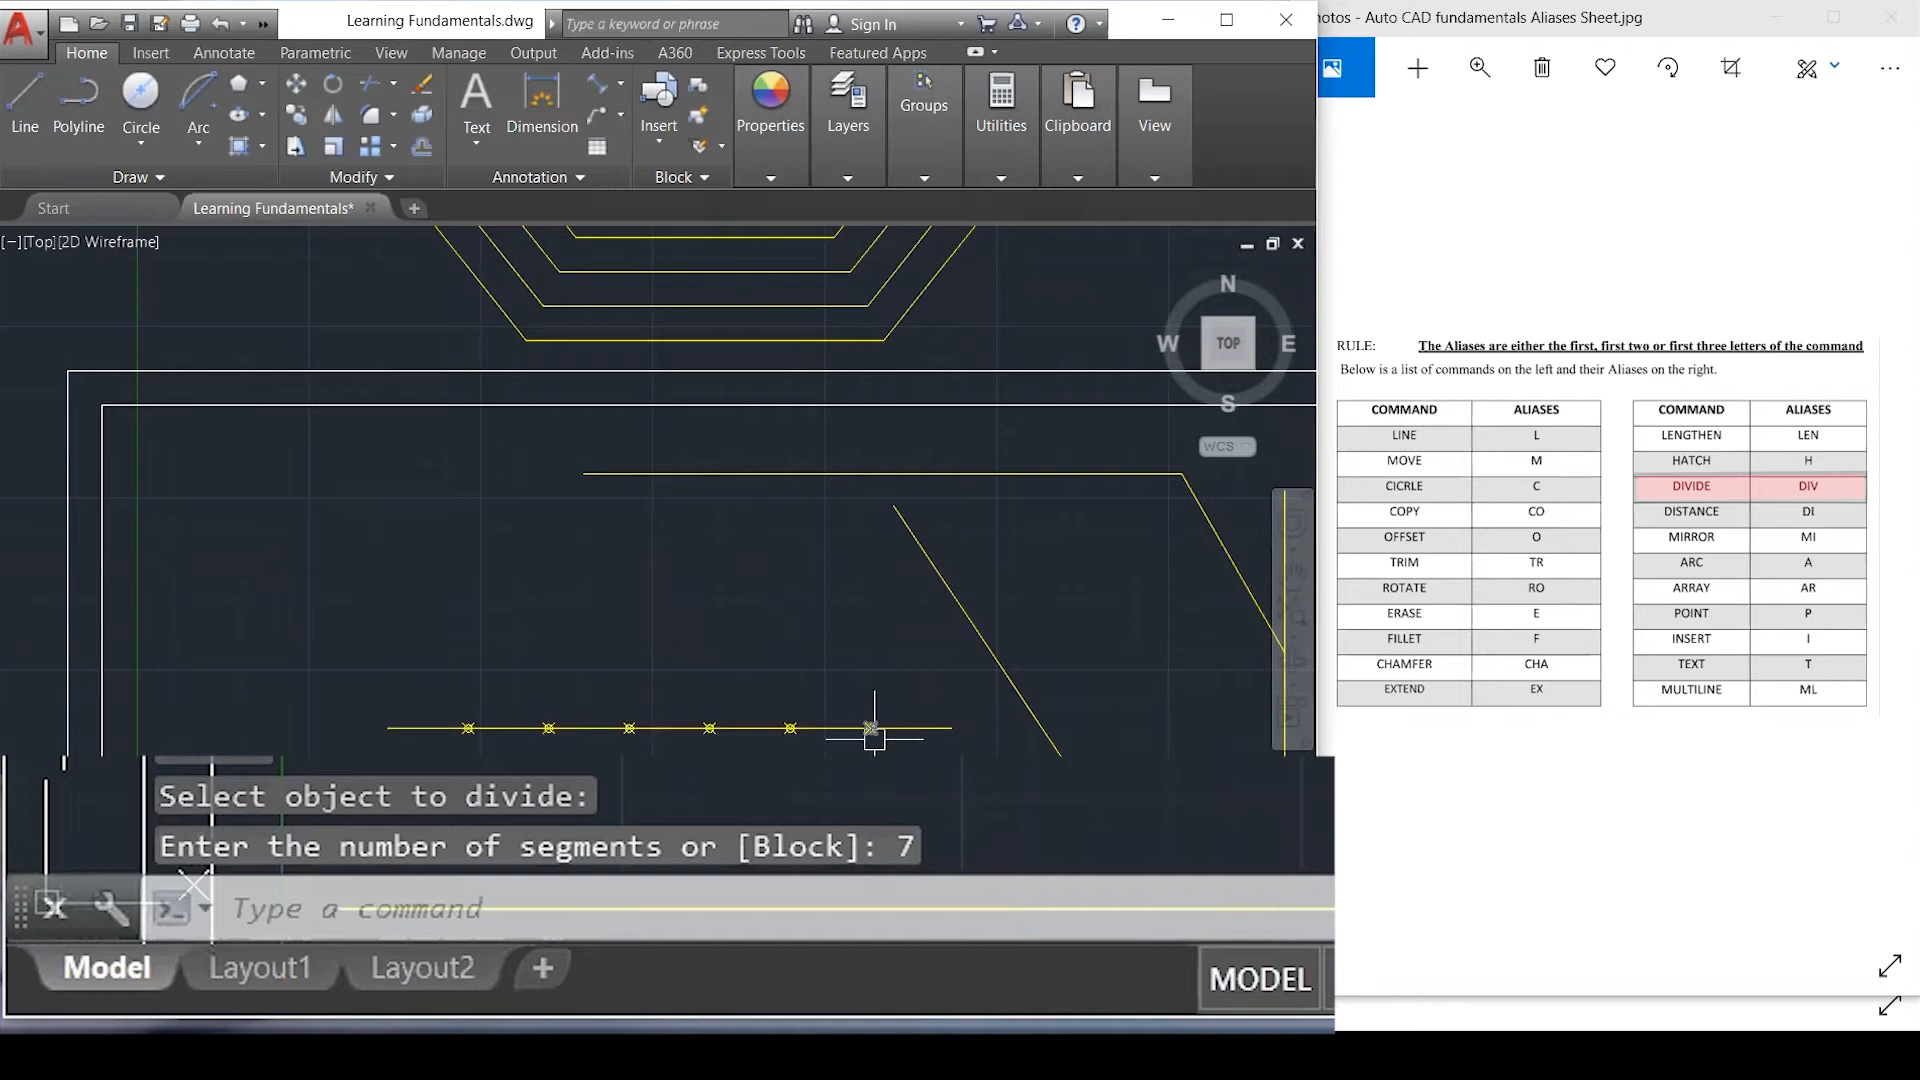 Learning Fundamentals.dwg
Type a keyword or phrase
Sign In
Home Insert Annotate Parametric View Manage Output Add-ins A360 Express Tools Featured Apps
Line Polyline Circle Arc
Text Dimension
Insert
Properties Layers Groups Utilities Clipboard View
Draw Modify Annotation Block
Start Learning Fundamentals*
[−][Top][2D Wireframe]
N
W TOP E
S
WCS
Select object to divide:
Enter the number of segments or [Block]: 7
Type a command
Model Layout1 Layout2 +
MODEL
hotos - Auto CAD fundamentals Aliases Sheet.jpg
RULE: The Aliases are either the first, first two or first three letters of the command
Below is a list of commands on the left and their Aliases on the right.
COMMAND ALIASES
LINE L
MOVE M
CICRLE C
COPY CO
OFFSET O
TRIM TR
ROTATE RO
ERASE E
FILLET F
CHAMFER CHA
EXTEND EX
COMMAND ALIASES
LENGTHEN LEN
HATCH H
DIVIDE DIV
DISTANCE DI
MIRROR MI
ARC A
ARRAY AR
POINT P
INSERT I
TEXT T
MULTILINE ML